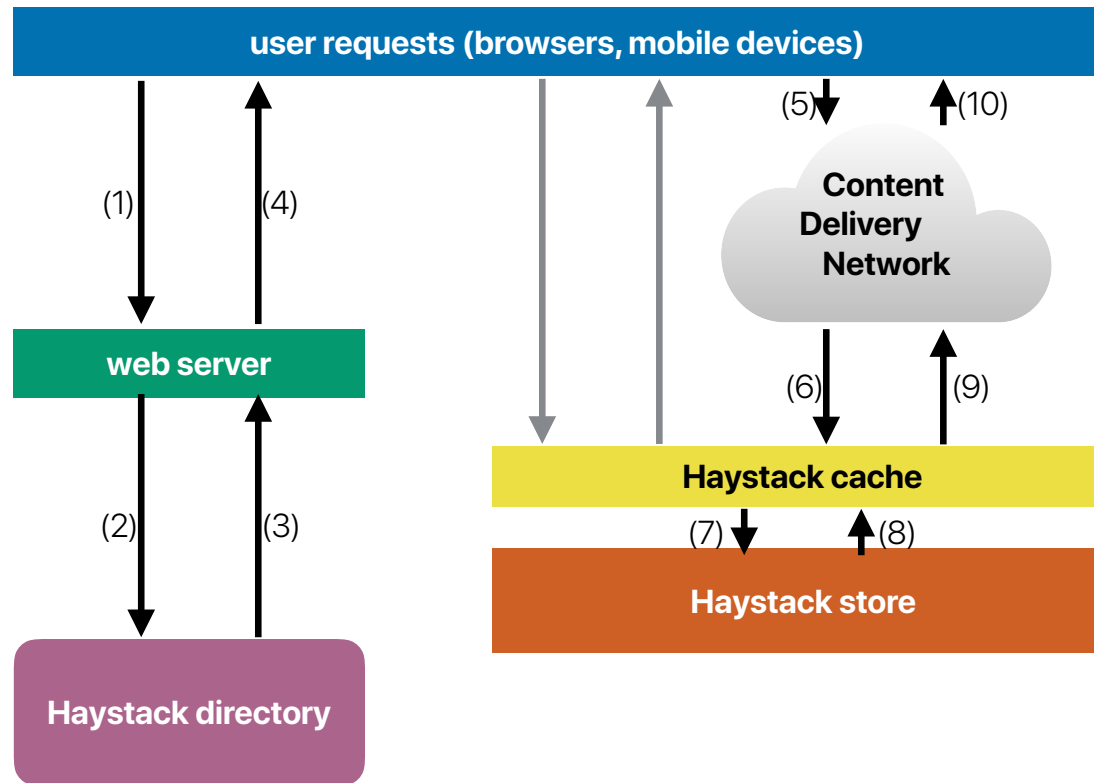 user requests (browsers, mobile devices)
(5)
(10)
(1)
(4)
Content
Delivery
Network
web server
(6)
(9)
Haystack cache
(2)
(3)
(7)
(8)
Haystack store
Haystack directory